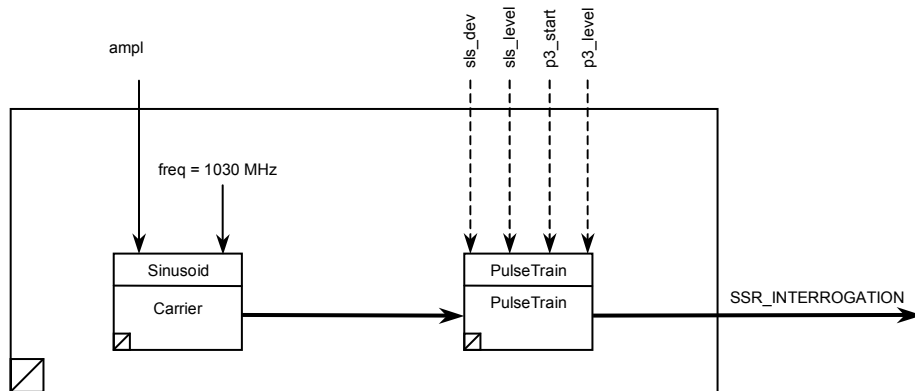 ampl
sls_dev
sls_level
p3_start
p3_level
freq = 1030 MHz
Sinusoid
Carrier
PulseTrain
PulseTrain
SSR_INTERROGATION